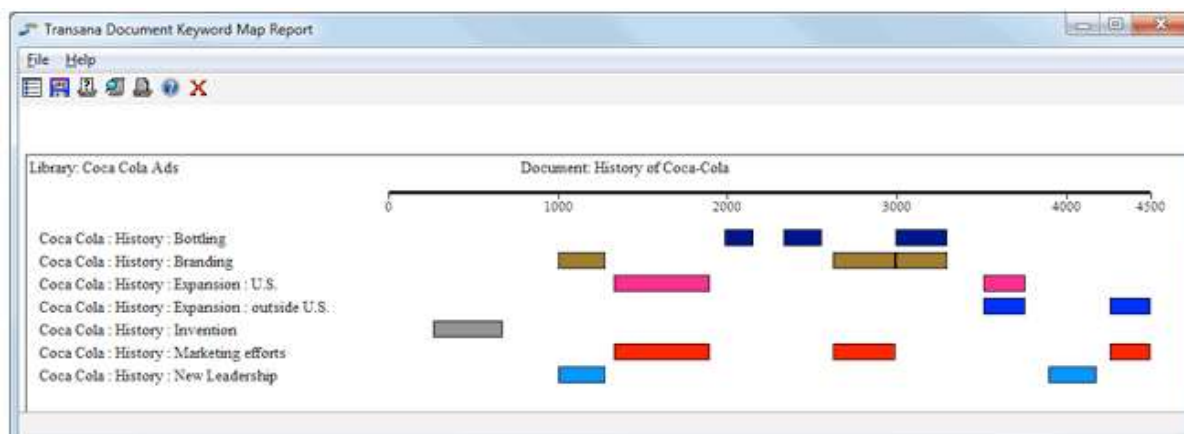 Transana Document Keyword Map Report
File Help
Library: Coca Cola Ads Document: History of Coca-Cola
0 1000 2000 3000 4000 4500
Coca Cola : History : Bottling
Coca Cola : History : Branding
Coca Cola : History : Expansion : U.S.
Coca Cola : History : Expansion : outside U.S.
Coca Cola : History : Invention
Coca Cola : History : Marketing efforts
Coca Cola : History : New Leadership